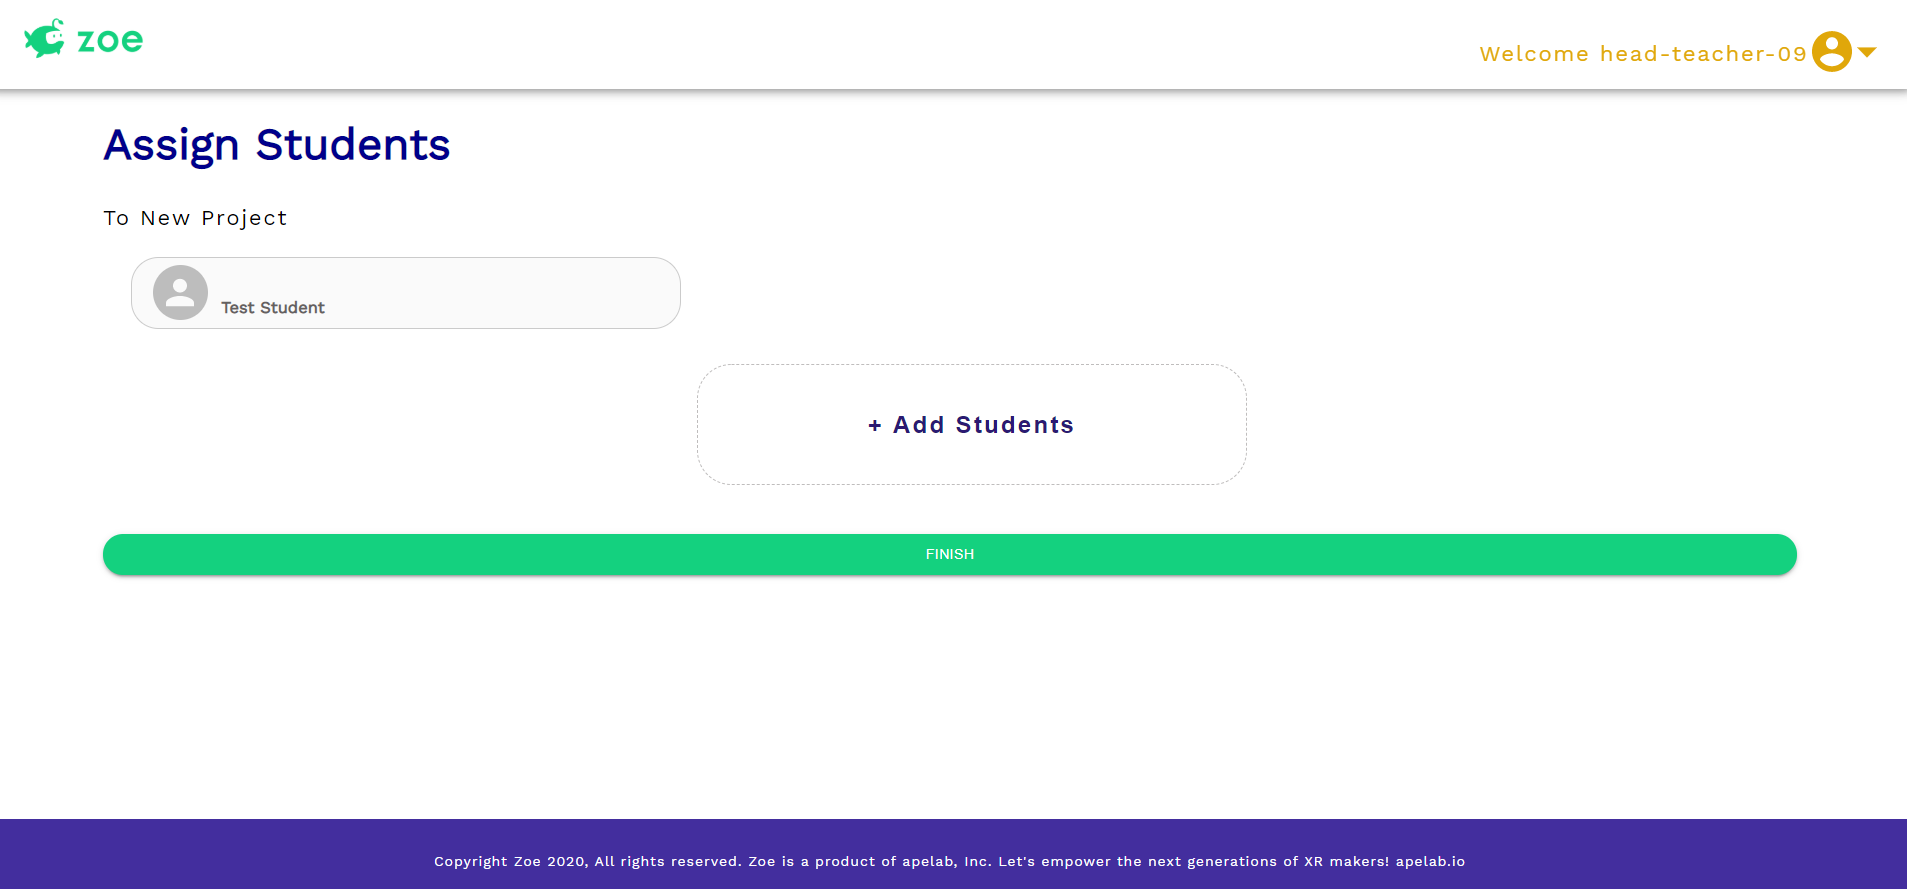 zoe
Welcome head-teacher-09
Assign Students
To New Project
Test Student
+ Add Students
FINISH
Copyright Zoe 2020, All rights reserved. Zoe is a product of apelab, Inc. Let's empower the next generations of XR makers! apelab.io